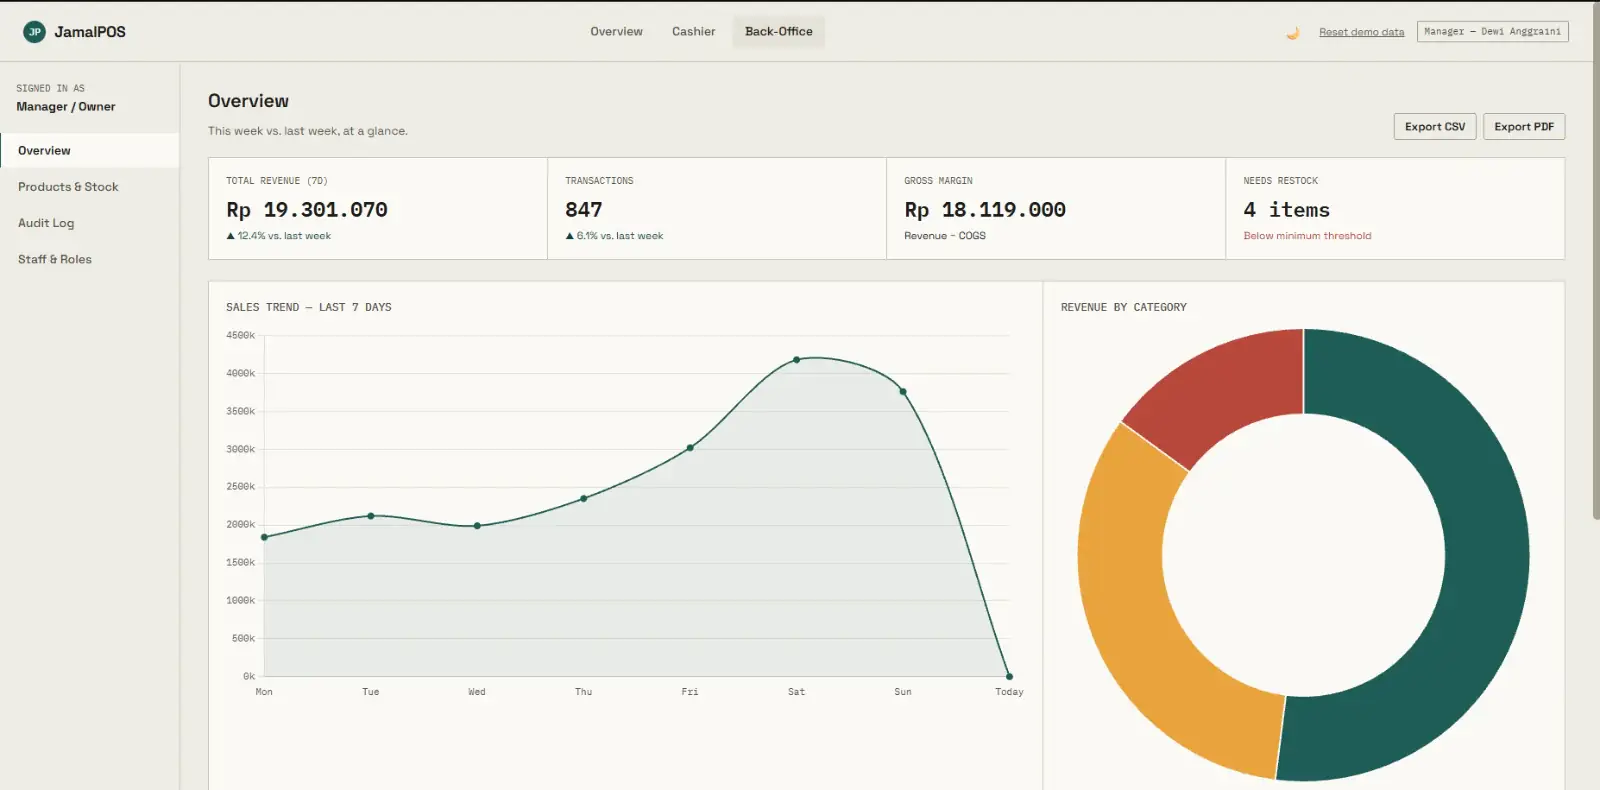 JP JamalPOS
Overview Cashier Back-Office
Reset demo data
Manager — Dewi Anggraini
SIGNED IN AS
Manager / Owner
Overview
Products & Stock
Audit Log
Staff & Roles
Overview
This week vs. last week, at a glance.
Export CSV
Export PDF
TOTAL REVENUE (7D)
Rp 19.301.070
▲ 12.4% vs. last week
TRANSACTIONS
847
▲ 6.1% vs. last week
GROSS MARGIN
Rp 18.119.000
Revenue − COGS
NEEDS RESTOCK
4 items
Below minimum threshold
SALES TREND — LAST 7 DAYS
4500k
4000k
3500k
3000k
2500k
2000k
1500k
1000k
500k
0k
Mon Tue Wed Thu Fri Sat Sun Today
REVENUE BY CATEGORY